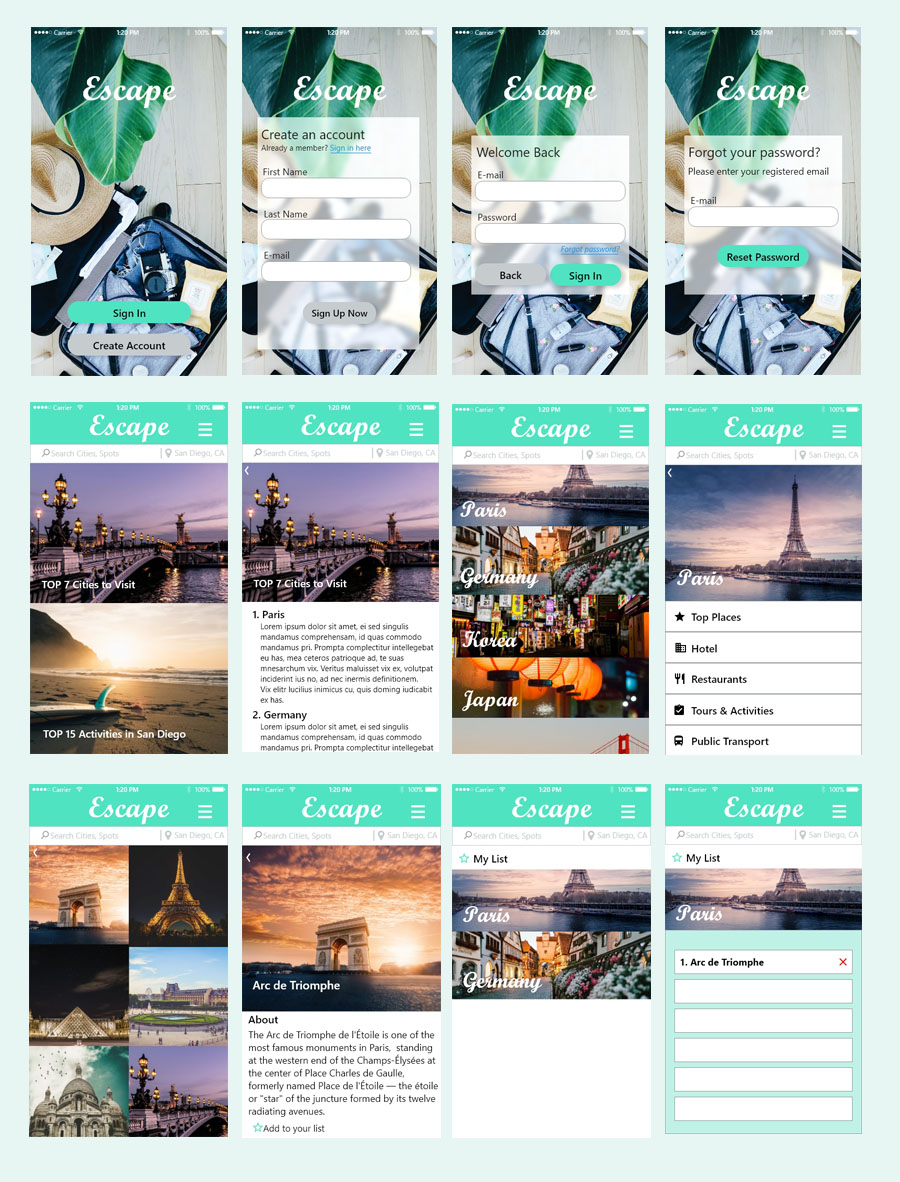 Carrier 1:20 PM 100%
Escape
Sign In
Create Account
Carrier 1:20 PM 100%
Escape
Create an account
Already a member? Sign in here
First Name
Last Name
E-mail
Sign Up Now
Carrier 1:20 PM 100%
Escape
Welcome Back
E-mail
Password
Forgot password?
Back Sign In
Carrier 1:20 PM 100%
Escape
Forgot your password?
Please enter your registered email
E-mail
Reset Password
Carrier 1:20 PM 100%
Escape
Search Cities, Spots San Diego, CA
TOP 7 Cities to Visit
TOP 15 Activities in San Diego
Carrier 1:20 PM 100%
Escape
Search Cities, Spots San Diego, CA
TOP 7 Cities to Visit
1. Paris
Lorem ipsum dolor sit amet, ei sed singulis
mandamus comprehensam, id quas commodo
mandamus pri. Prompta complectitur intellegebat
eu has, mea ceteros patrioque ad, te suas
mnesarchum vix. Veritus maluisset vix ex, volutpat
inciderint ius no, ad nec inermis definitionem.
Vix elitr lucilius inimicus cu, quis doming iudicabit
ex has.
2. Germany
Lorem ipsum dolor sit amet, ei sed singulis
mandamus comprehensam, id quas commodo
mandamus pri. Prompta complectitur intellegebat
Carrier 1:20 PM 100%
Escape
Search Cities, Spots San Diego, CA
Paris
Germany
Korea
Japan
Carrier 1:20 PM 100%
Escape
Search Cities, Spots San Diego, CA
Paris
Top Places
Hotel
Restaurants
Tours & Activities
Public Transport
Carrier 1:20 PM 100%
Escape
Search Cities, Spots San Diego, CA
Carrier 1:20 PM 100%
Escape
Search Cities, Spots San Diego, CA
Arc de Triomphe
About
The Arc de Triomphe de l'Étoile is one of the
most famous monuments in Paris, standing
at the western end of the Champs-Élysées at
the center of Place Charles de Gaulle,
formerly named Place de l'Étoile — the étoile
or "star" of the juncture formed by its twelve
radiating avenues.
Add to your list
Carrier 1:20 PM 100%
Escape
Search Cities, Spots San Diego, CA
My List
Paris
Germany
Carrier 1:20 PM 100%
Escape
Search Cities, Spots San Diego, CA
My List
Paris
1. Arc de Triomphe